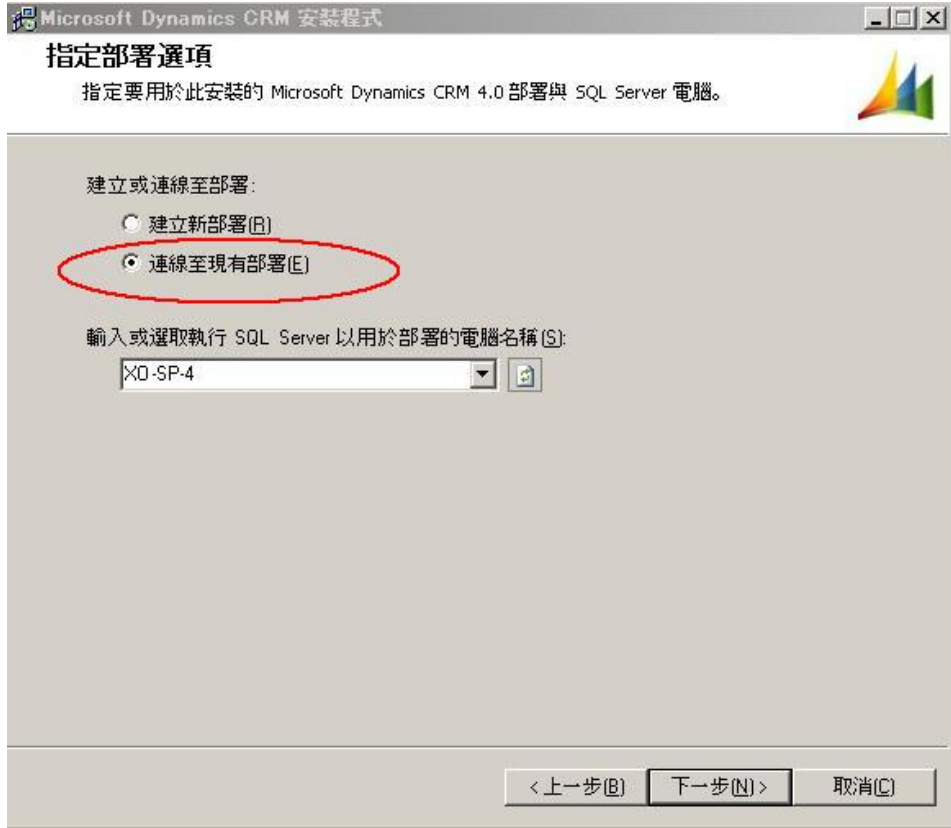 Microsoft Dynamics CRM 安裝程式
指定部署選項
指定要用於此安裝的 Microsoft Dynamics CRM 4.0 部署與 SQL Server 電腦。
建立或連線至部署:
建立新部署(R)
連線至現有部署(E)
輸入或選取執行 SQL Server 以用於部署的電腦名稱(S):
XO-SP-4
<上一步(B) 下一步(N)> 取消(C)